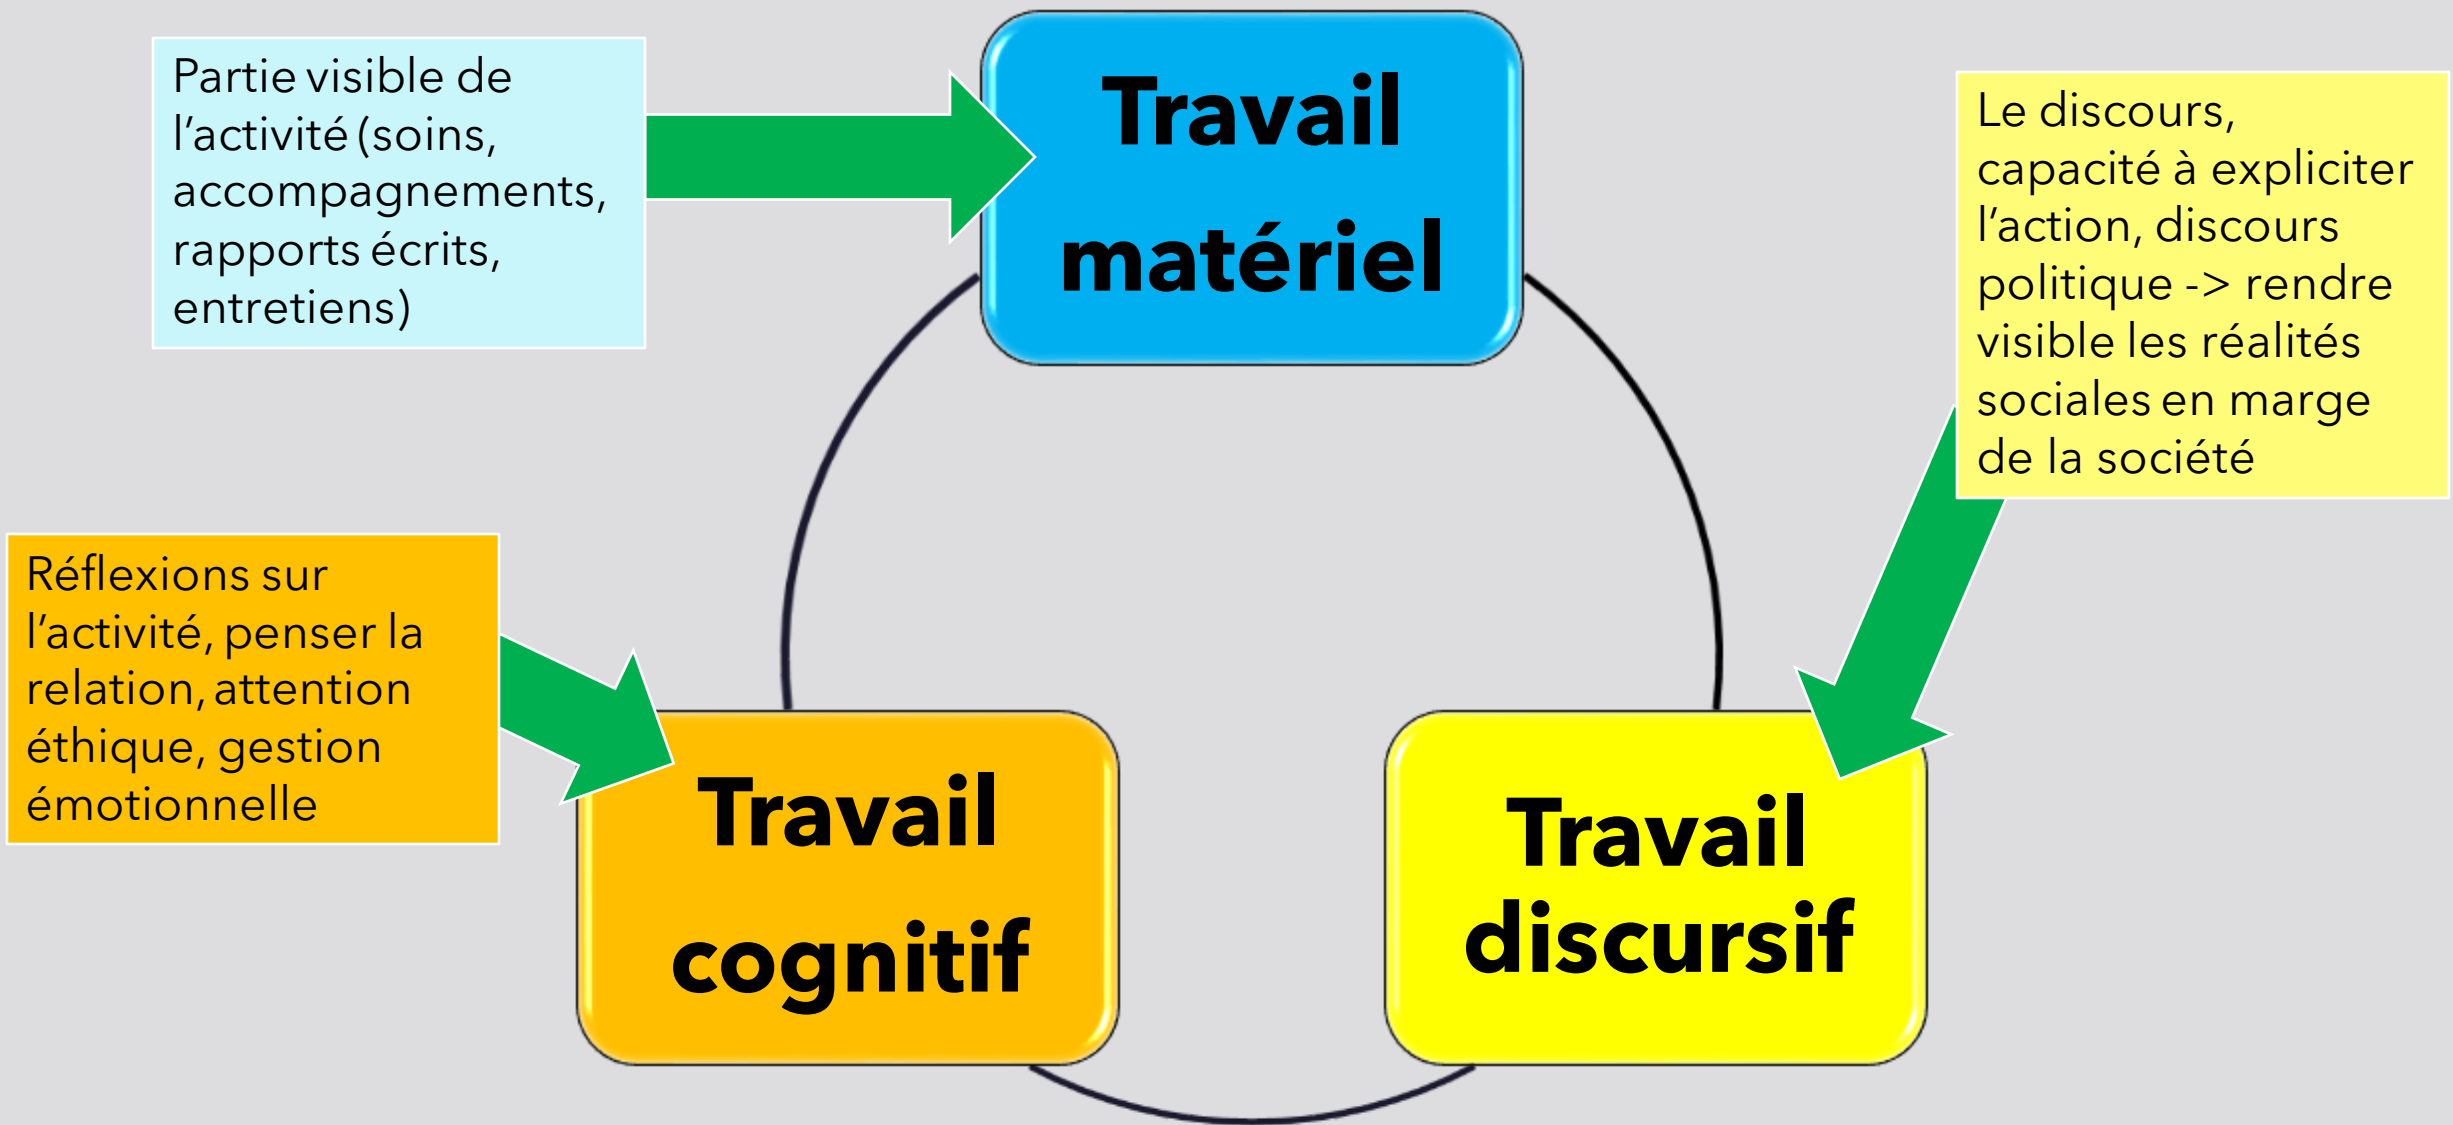 Partie visible de
l’activité (soins,
accompagnements,
rapports écrits,
entretiens)
Travail
matériel
Le discours,
capacité à expliciter
l’action, discours
politique -> rendre
visible les réalités
sociales en marge
de la société
Réflexions sur
l’activité, penser la
relation, attention
éthique, gestion
émotionnelle
Travail
cognitif
Travail
discursif